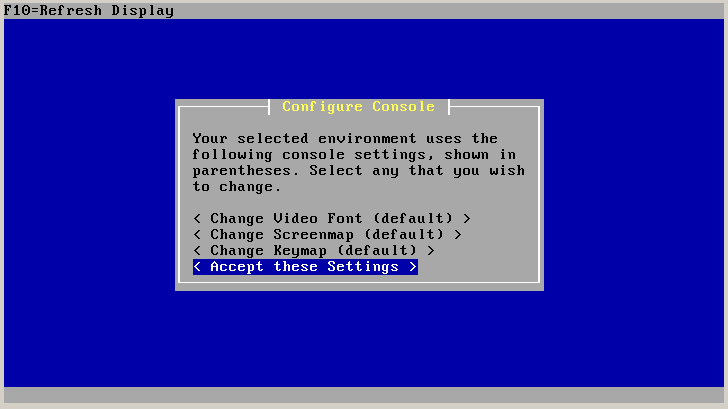 F10=Refresh Display
Configure Console
Your selected environment uses the
following console settings, shown in
parentheses. Select any that you wish
to change.
< Change Video Font (default) >
< Change Screenmap (default) >
< Change Keymap (default) >
< Accept these Settings >